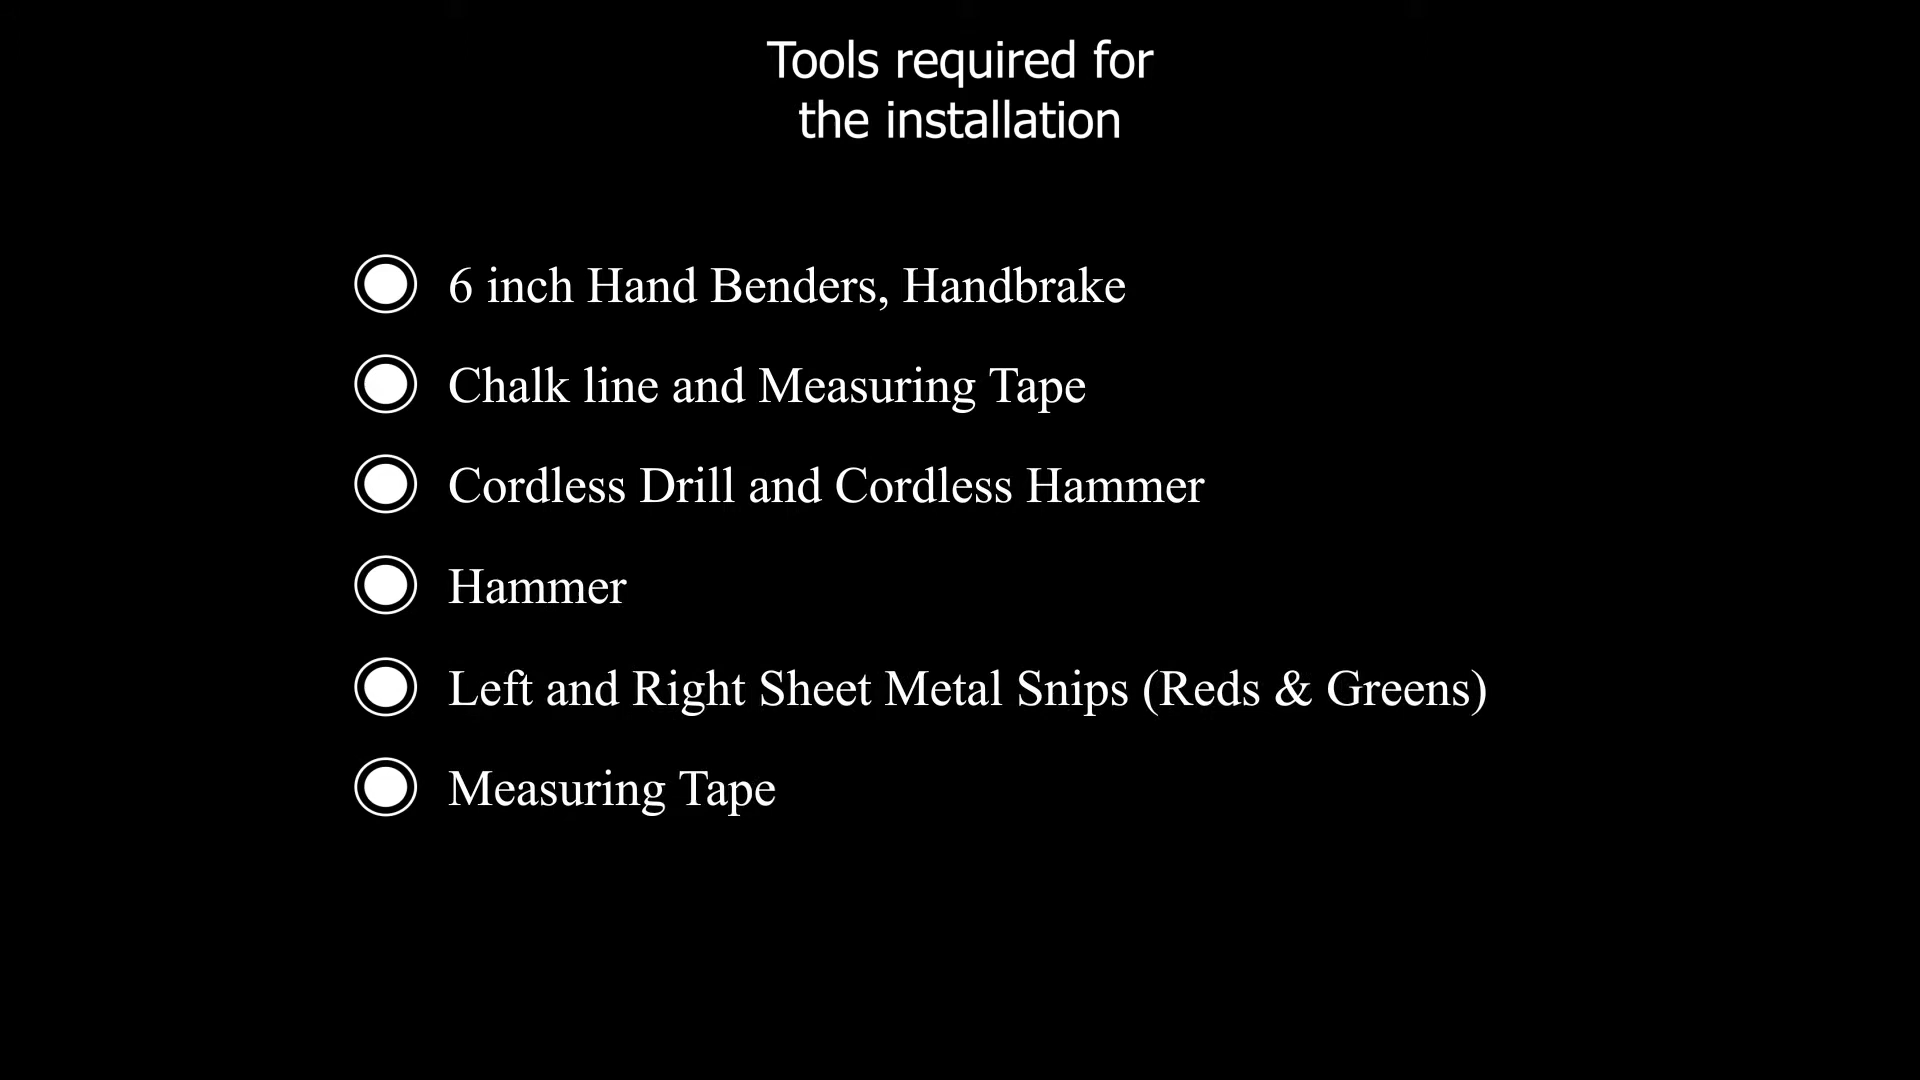 Tools required for
the installation
6 inch Hand Benders, Handbrake
Chalk line and Measuring Tape
Cordless Drill and Cordless Hammer
Hammer
Left and Right Sheet Metal Snips (Reds & Greens)
Measuring Tape